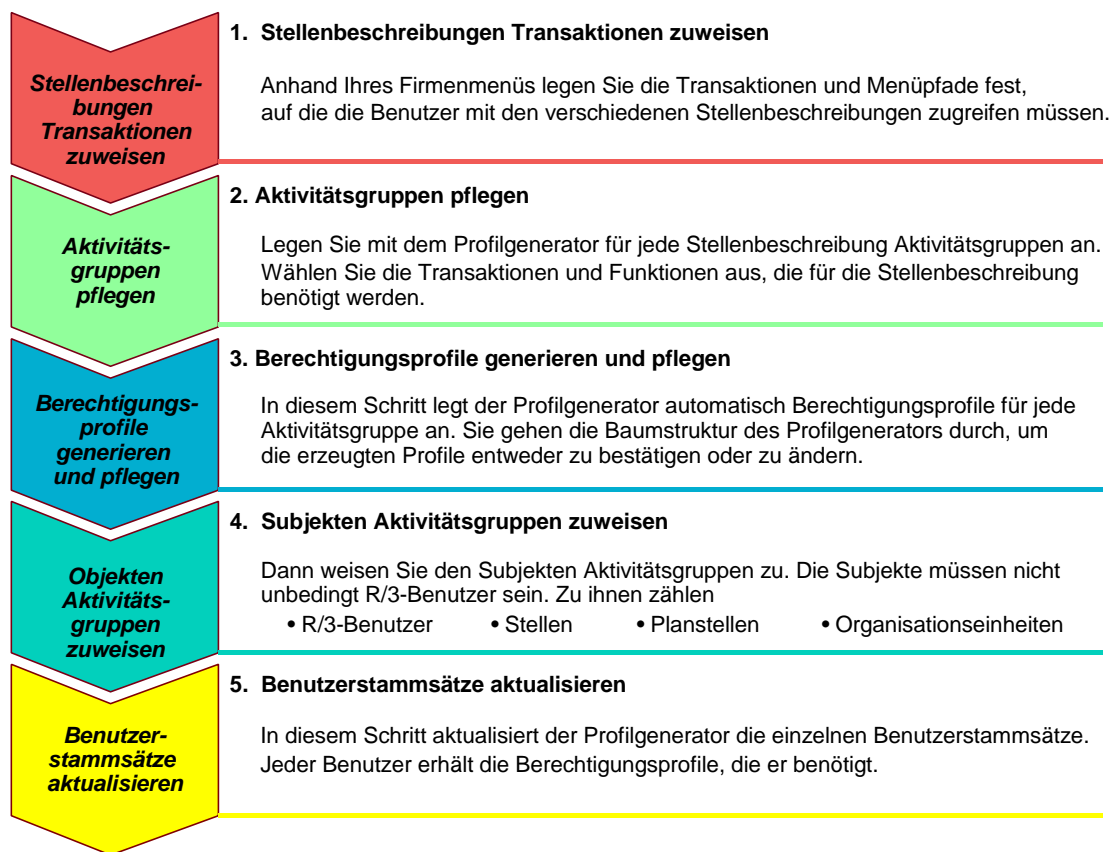 Stellenbeschrei-
bungen
Transaktionen
zuweisen
1. Stellenbeschreibungen Transaktionen zuweisen
Anhand Ihres Firmenmenüs legen Sie die Transaktionen und Menüpfade fest,
auf die die Benutzer mit den verschiedenen Stellenbeschreibungen zugreifen müssen.
Aktivitäts-
gruppen
pflegen
2. Aktivitätsgruppen pflegen
Legen Sie mit dem Profilgenerator für jede Stellenbeschreibung Aktivitätsgruppen an.
Wählen Sie die Transaktionen und Funktionen aus, die für die Stellenbeschreibung
benötigt werden.
Berechtigungs-
profile
generieren
und pflegen
3. Berechtigungsprofile generieren und pflegen
In diesem Schritt legt der Profilgenerator automatisch Berechtigungsprofile für jede
Aktivitätsgruppe an. Sie gehen die Baumstruktur des Profilgenerators durch, um
die erzeugten Profile entweder zu bestätigen oder zu ändern.
Objekten
Aktivitäts-
gruppen
zuweisen
4. Subjekten Aktivitätsgruppen zuweisen
Dann weisen Sie den Subjekten Aktivitätsgruppen zu. Die Subjekte müssen nicht
unbedingt R/3-Benutzer sein. Zu ihnen zählen
• R/3-Benutzer • Stellen • Planstellen • Organisationseinheiten
Benutzer-
stammsätze
aktualisieren
5. Benutzerstammsätze aktualisieren
In diesem Schritt aktualisiert der Profilgenerator die einzelnen Benutzerstammsätze.
Jeder Benutzer erhält die Berechtigungsprofile, die er benötigt.